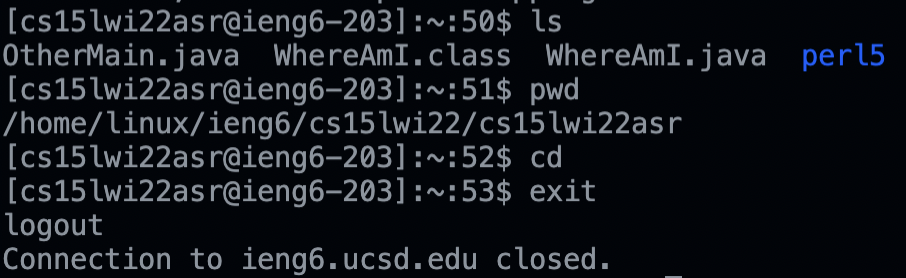 [cs15lwi22asr@ieng6-203]:~:50$ ls
OtherMain.java  WhereAmI.class  WhereAmI.java  perl5
[cs15lwi22asr@ieng6-203]:~:51$ pwd
/home/linux/ieng6/cs15lwi22/cs15lwi22asr
[cs15lwi22asr@ieng6-203]:~:52$ cd
[cs15lwi22asr@ieng6-203]:~:53$ exit
logout
Connection to ieng6.ucsd.edu closed.